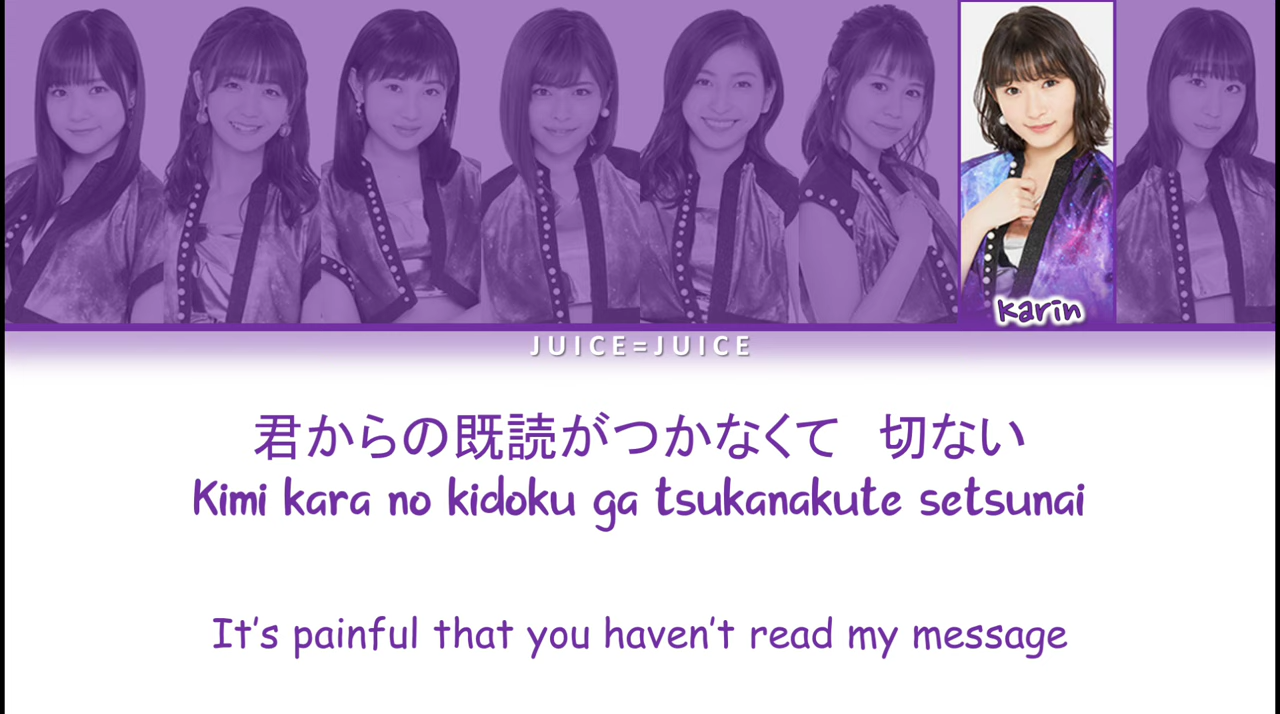 Karin
JUICE=JUICE
君からの既読がつかなくて　切ない
Kimi kara no kidoku ga tsukanakute setsunai
It's painful that you haven't read my message